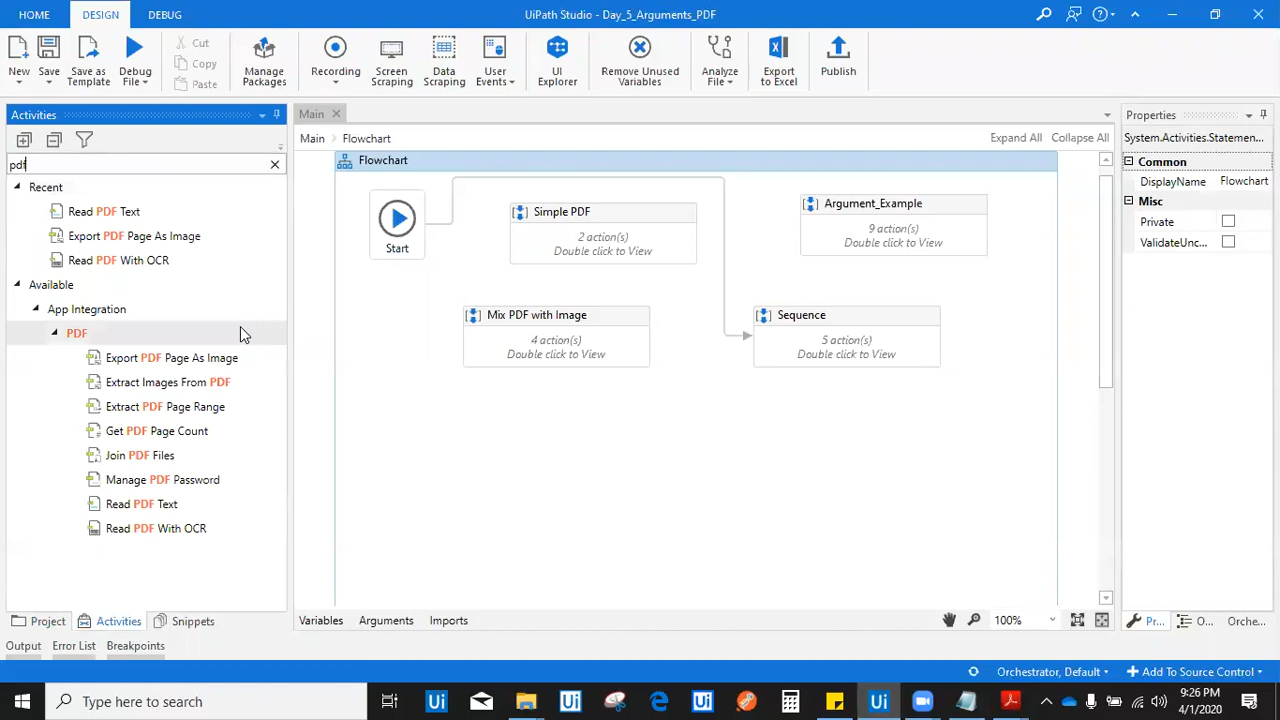 HOME DESIGN DEBUG UiPath Studio - Day_5_Arguments_PDF
New Save Save as Template Debug File Cut Copy Paste Manage Packages Recording Screen Scraping Data Scraping User Events UI Explorer Remove Unused Variables Analyze File Export to Excel Publish
Activities
pdf
Recent
Read PDF Text
Export PDF Page As Image
Read PDF With OCR
Available
App Integration
PDF
Export PDF Page As Image
Extract Images From PDF
Extract PDF Page Range
Get PDF Page Count
Join PDF Files
Manage PDF Password
Read PDF Text
Read PDF With OCR
Project Activities Snippets
Main
Main Flowchart Expand All Collapse All
Flowchart
Start
Simple PDF
2 action(s)
Double click to View
Argument_Example
9 action(s)
Double click to View
Mix PDF with Image
4 action(s)
Double click to View
Sequence
5 action(s)
Double click to View
Variables Arguments Imports 100%
Properties
System.Activities.Statemen...
Common
DisplayName Flowchart
Misc
Private
ValidateUnc...
Pr... O... Orche...
Output Error List Breakpoints
Orchestrator, Default Add To Source Control
Type here to search
Ui Ui Ui Ui
9:26 PM
4/1/2020